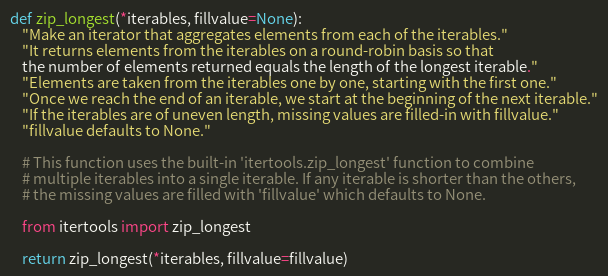 def zip_longest(*iterables, fillvalue=None):
"Make an iterator that aggregates elements from each of the iterables."
"It returns elements from the iterables on a round-robin basis so that
the number of elements returned equals the length of the longest iterable."
"Elements are taken from the iterables one by one, starting with the first one."
"Once we reach the end of an iterable, we start at the beginning of the next iterable."
"If the iterables are of uneven length, missing values are filled-in with fillvalue."
"fillvalue defaults to None."
# This function uses the built-in 'itertools.zip_longest' function to combine
# multiple iterables into a single iterable. If any iterable is shorter than the others,
# the missing values are filled with 'fillvalue' which defaults to None.
from itertools import zip_longest
return zip_longest(*iterables, fillvalue=fillvalue)